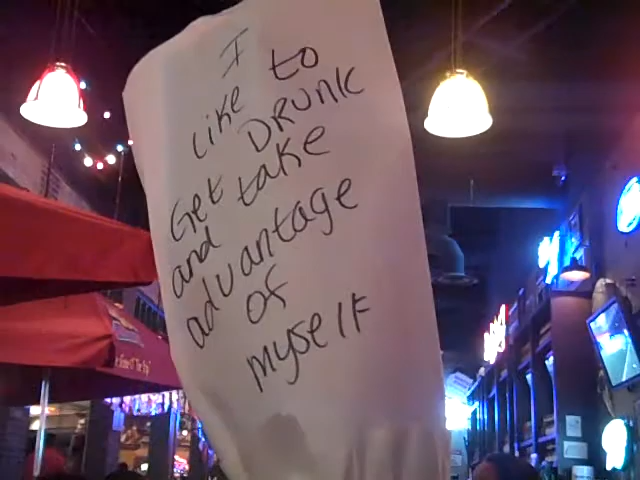 I
Like to
Get DRUNK
and take
advantage
of
myself